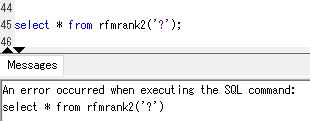 44
45 select * from rfmrank2('?');
46
Messages
An error occurred when executing the SQL command:
select * from rfmrank2('?')